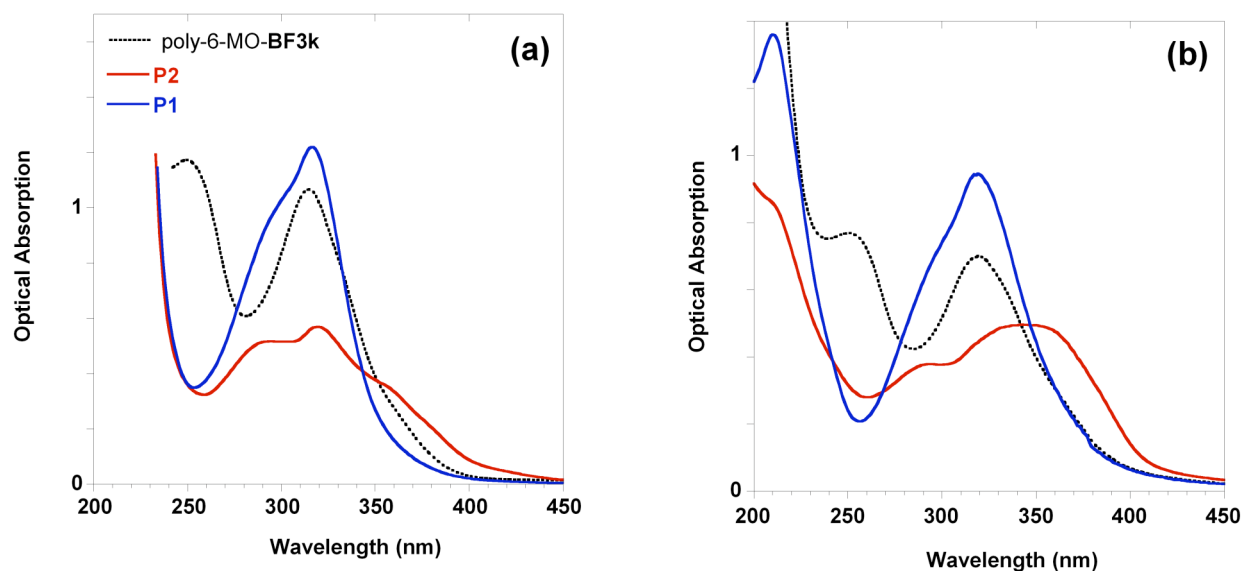 (a)
poly-6-MO-BF3k
P2
P1
Optical Absorption
1
0
200 250 300 350 400 450
Wavelength (nm)
(b)
Optical Absorption
1
0
200 250 300 350 400 450
Wavelength (nm)